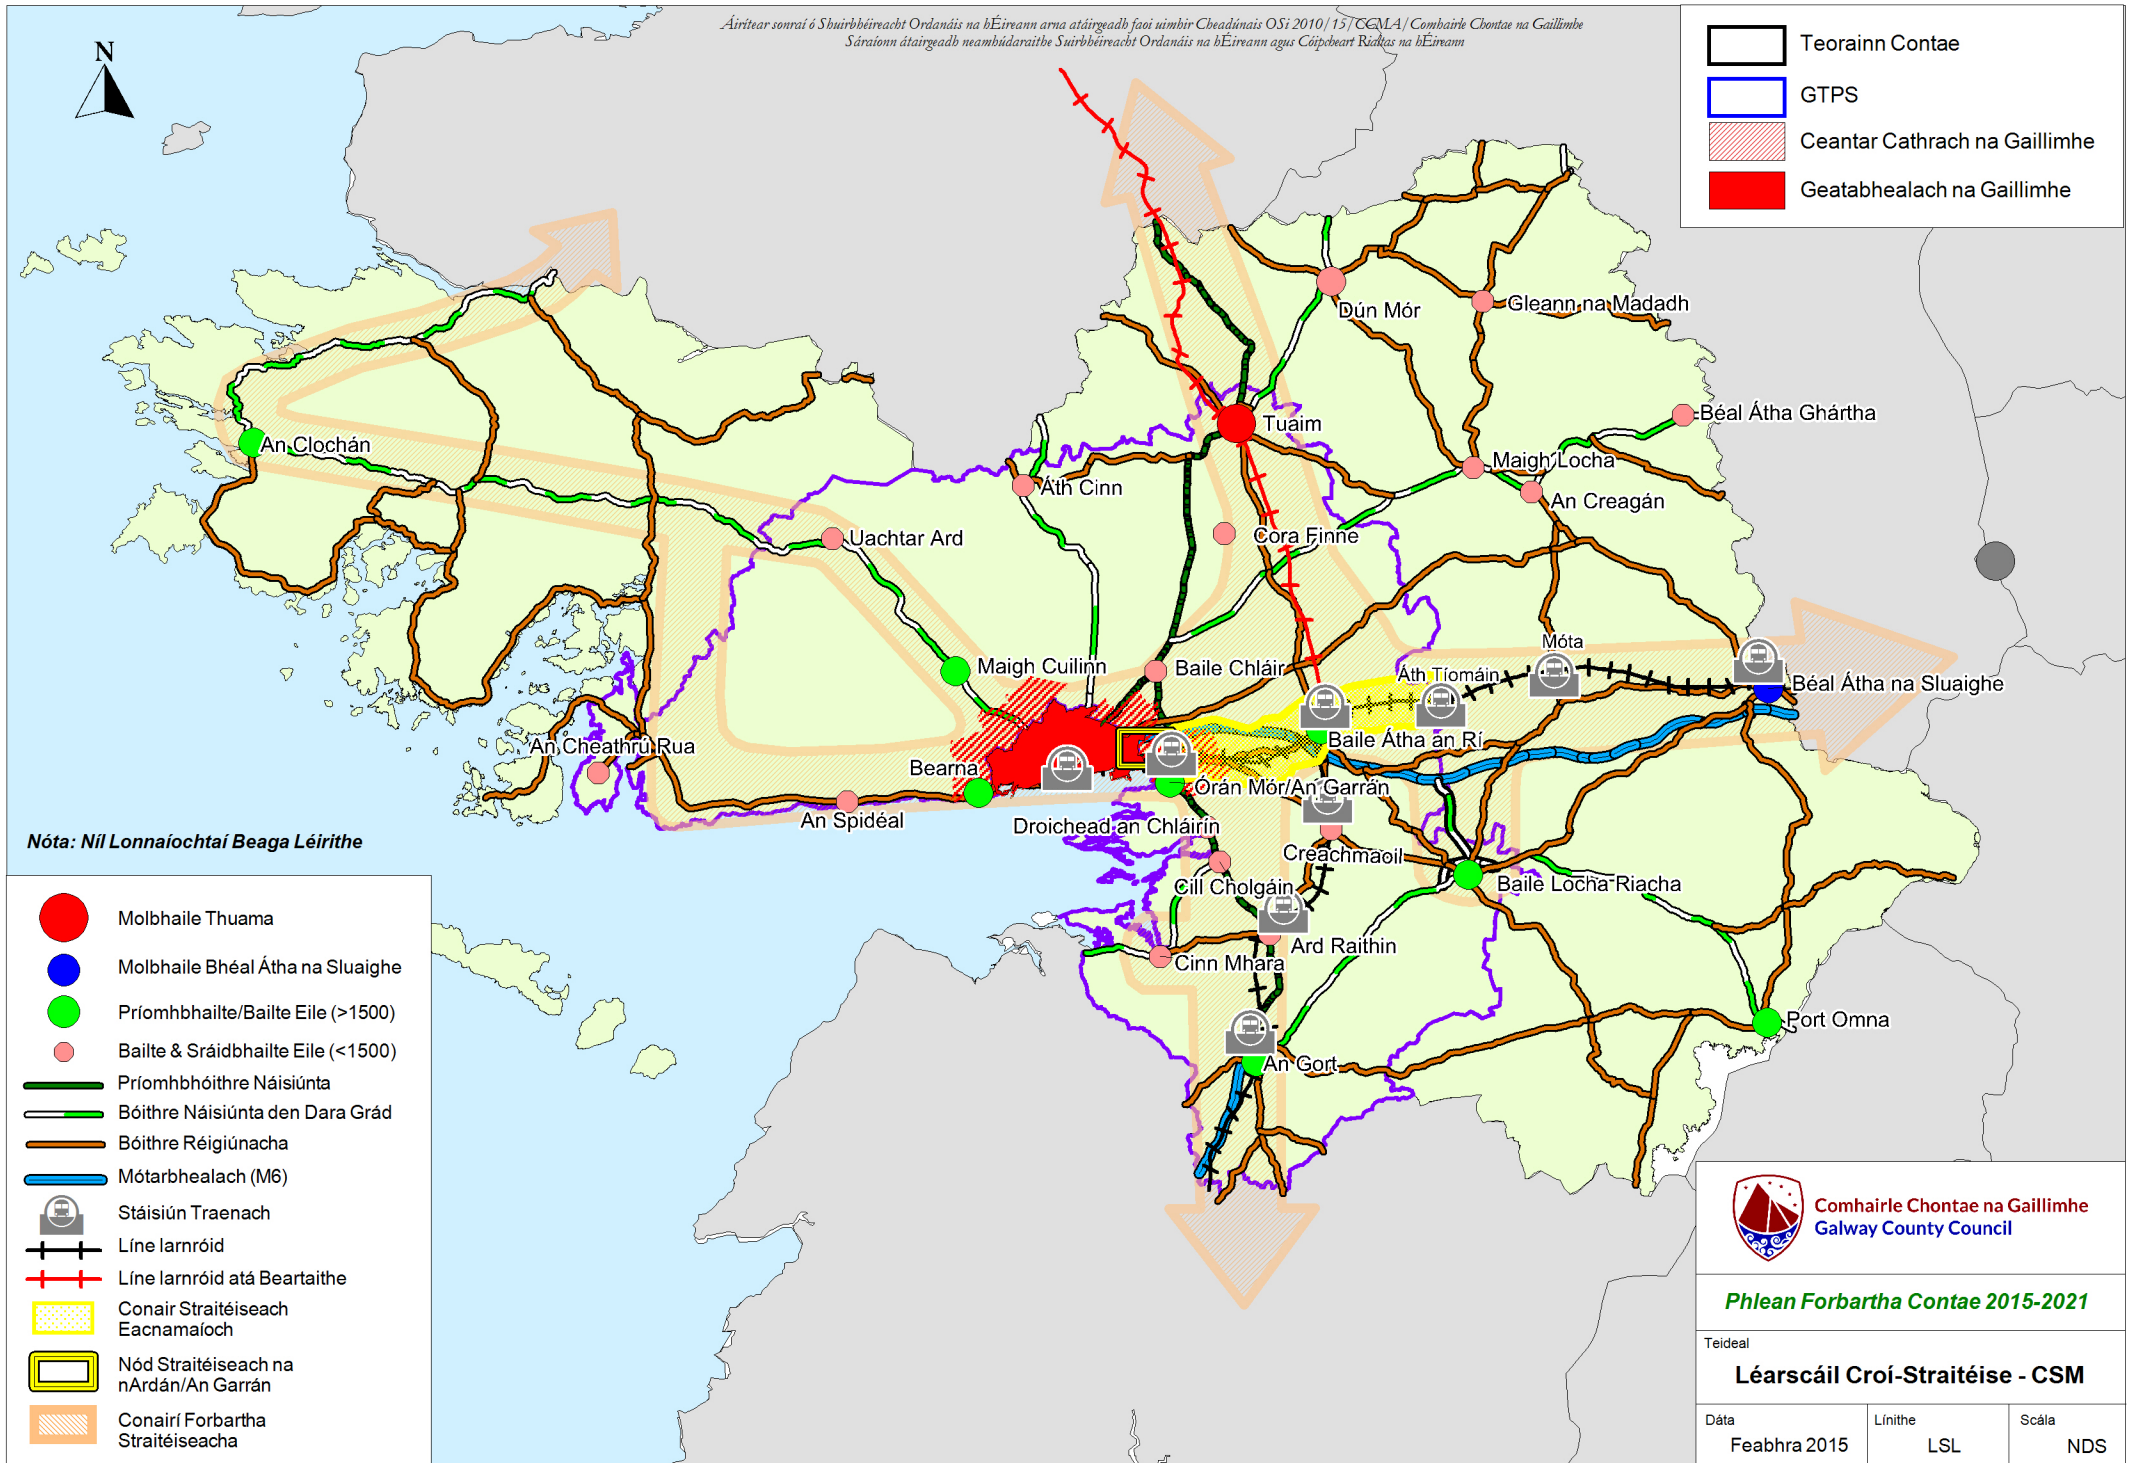 Áirítear sonraí ó Shuirbhéireacht Ordanáis na hÉireann arna atáirgeadh faoi uimhir Cheadúnais OSi 2010/15/CCMA/Comhairle Chontae na Gaillimhe
Sáraíonn átairgeadh neamhúdaraithe Suirbhéireacht Ordanáis na hÉireann agus Cóipcheart Rialtas na hÉireann
N
Teorainn Contae
GTPS
Ceantar Cathrach na Gaillimhe
Geatabhealach na Gaillimhe
Dún Mór
Gleann na Madadh
Béal Átha Ghártha
Tuaim
An Clochán
Maigh Locha
Áth Cinn
An Creagán
Uachtar Ard
Cora Finne
Móta
Maigh Cuilinn
Baile Chláir
Áth Tíomáin
Béal Átha na Sluaighe
An Cheathrú Rua
Baile Átha an Rí
Bearna
Órán Mór/An Garrán
An Spidéal
Droichead an Chláirín
Creachmaoil
Cill Cholgáin
Baile Locha Riacha
Ard Raithin
Cinn Mhara
Port Omna
An Gort
Nóta: Níl Lonnaíochtaí Beaga Léirithe
Molbhaile Thuama
Molbhaile Bhéal Átha na Sluaighe
Príomhbhailte/Bailte Eile (>1500)
Bailte & Sráidbhailte Eile (<1500)
Príomhbhóithre Náisiúnta
Bóithre Náisiúnta den Dara Grád
Bóithre Réigiúnacha
Mótarbhealach (M6)
Stáisiún Traenach
Líne Iarnróid
Líne Iarnróid atá Beartaithe
Conair Straitéiseach
Eacnamaíoch
Nód Straitéiseach na
nArdán/An Garrán
Conairí Forbartha
Straitéiseacha
Comhairle Chontae na Gaillimhe
Galway County Council
Phlean Forbartha Contae 2015-2021
Teideal
Léarscáil Croí-Straitéise - CSM
Dáta
Feabhra 2015
Línithe
LSL
Scála
NDS